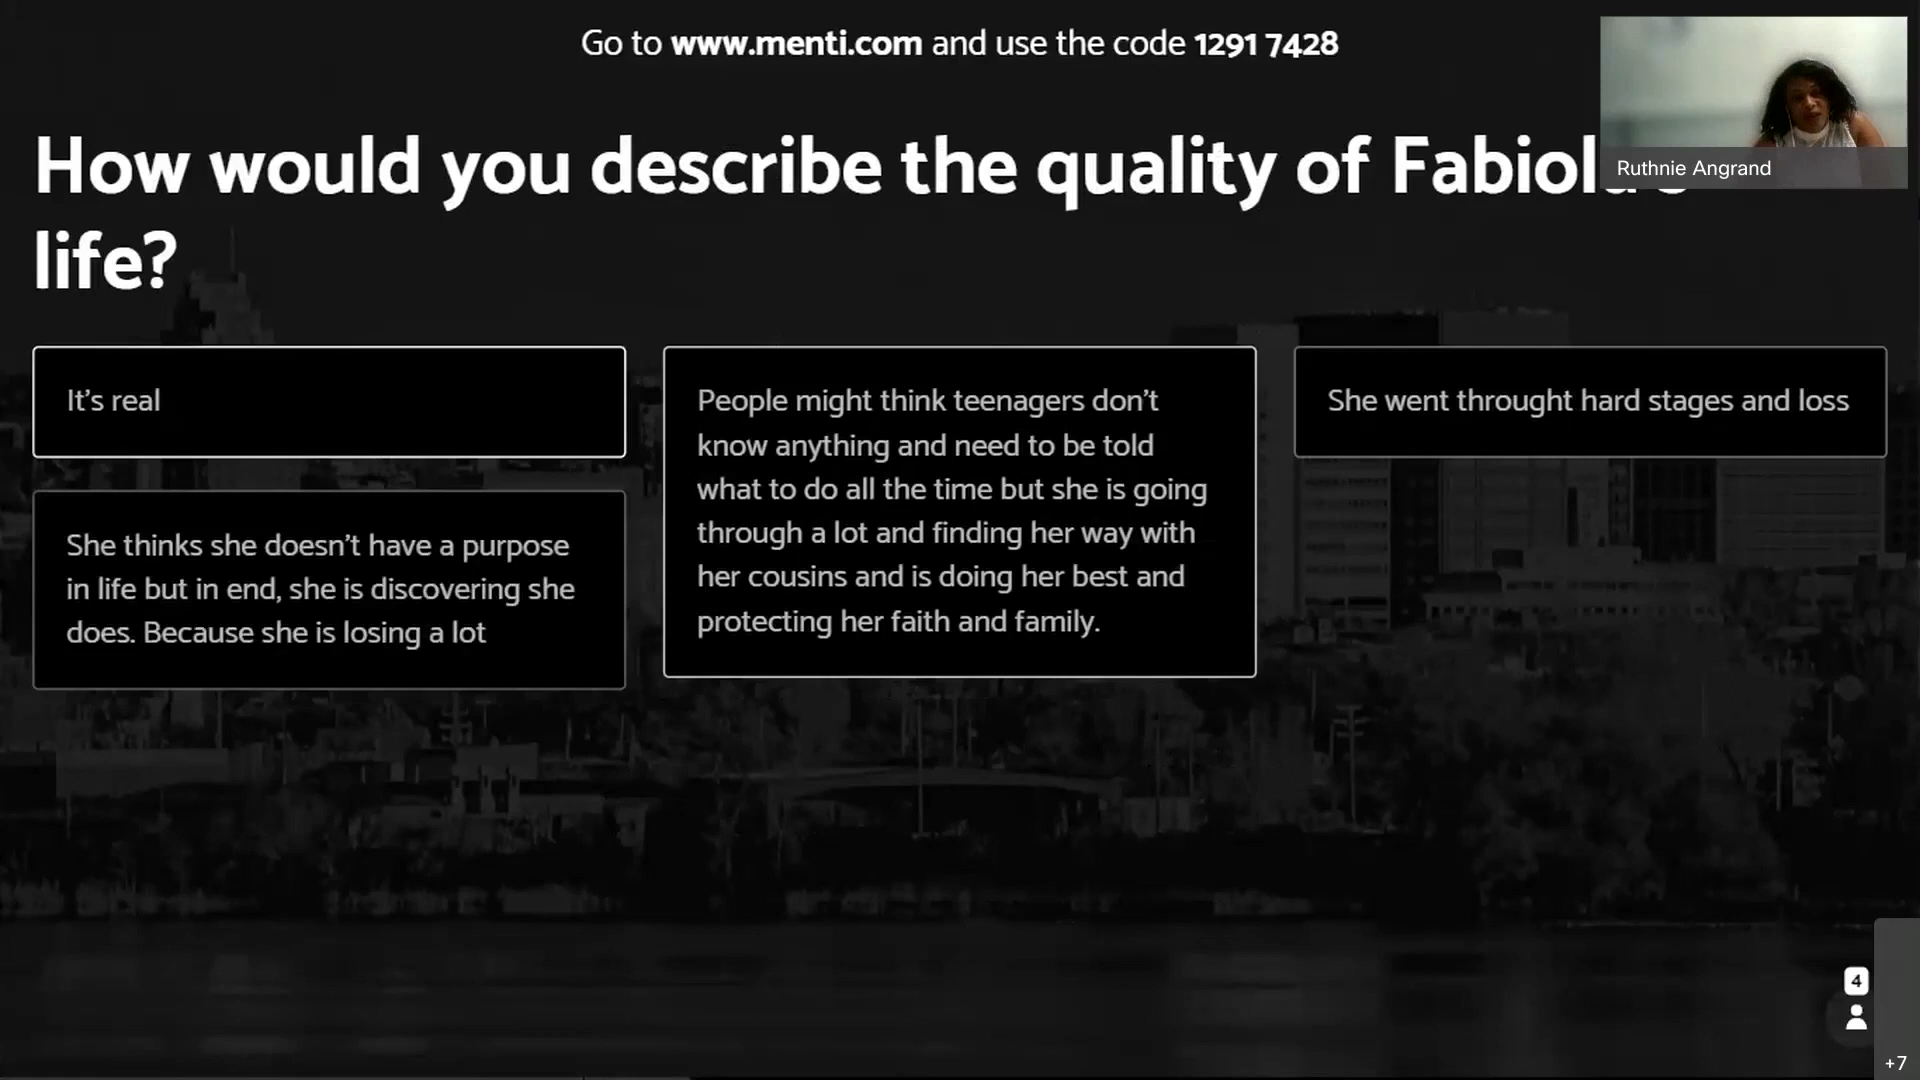 Go to www.menti.com and use the code 1291 7428
How would you describe the quality of
life?
Ruthnie Angrand
It's real
She thinks she doesn't have a purpose
in life but in end, she is discovering she
does. Because she is losing a lot
People might think teenagers don't
know anything and need to be told
what to do all the time but she is going
through a lot and finding her way with
her cousins and is doing her best and
protecting her faith and family.
She went throught hard stages and loss
4
+7